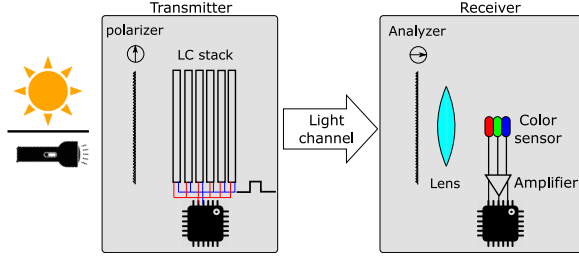 Transmitter
polarizer
LC stack
Light
channel
Receiver
Analyzer
Lens
Color
sensor
Amplifier